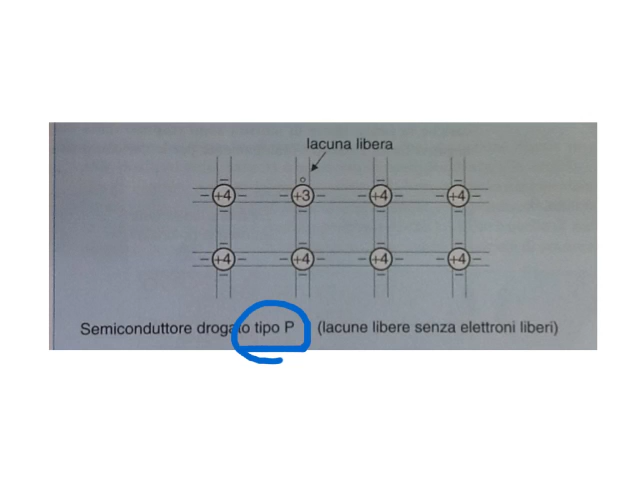 lacuna libera
+4 +3 +4 +4
+4 +4 +4 +4
Semiconduttore drogato tipo P (lacune libere senza elettroni liberi)